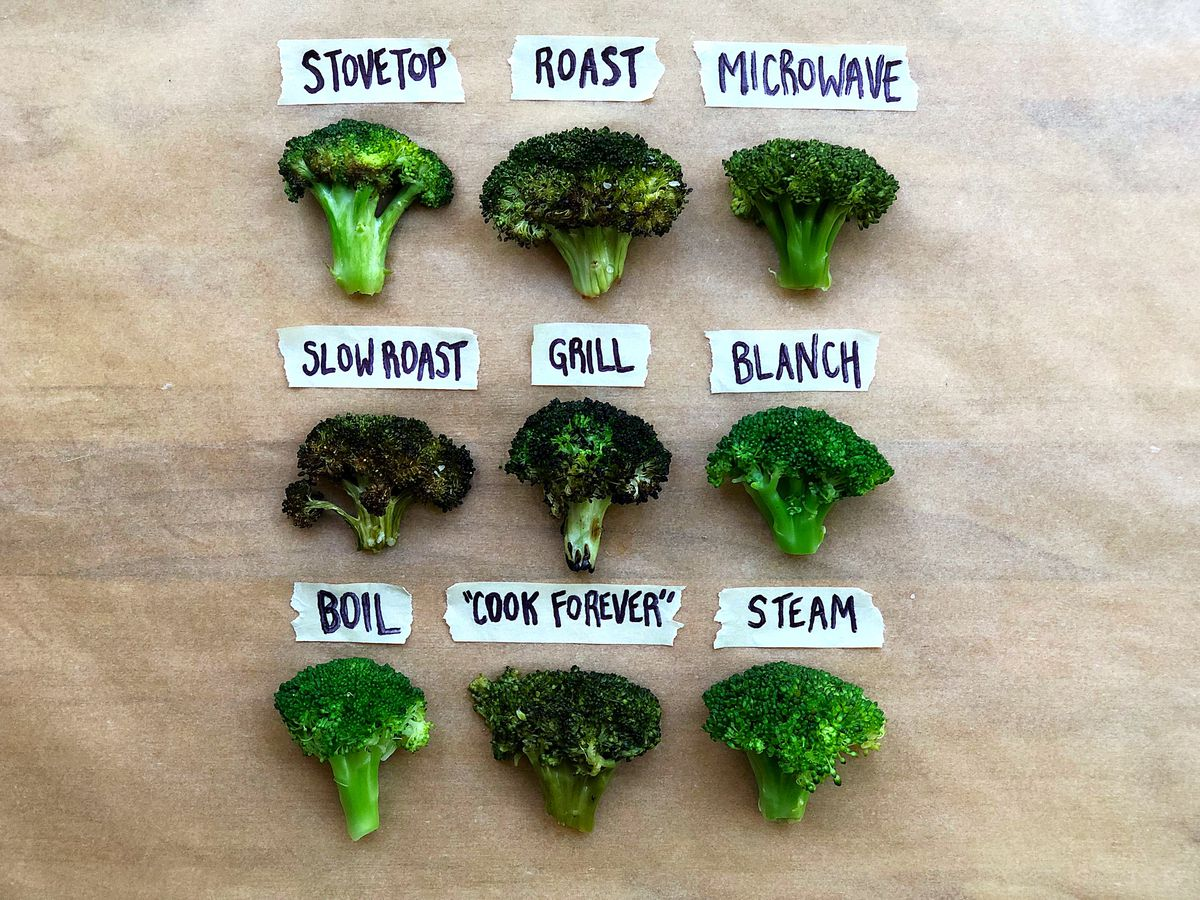 STOVETOP
ROAST
MICROWAVE
SLOW ROAST
GRILL
BLANCH
BOIL
"COOK FOREVER"
STEAM